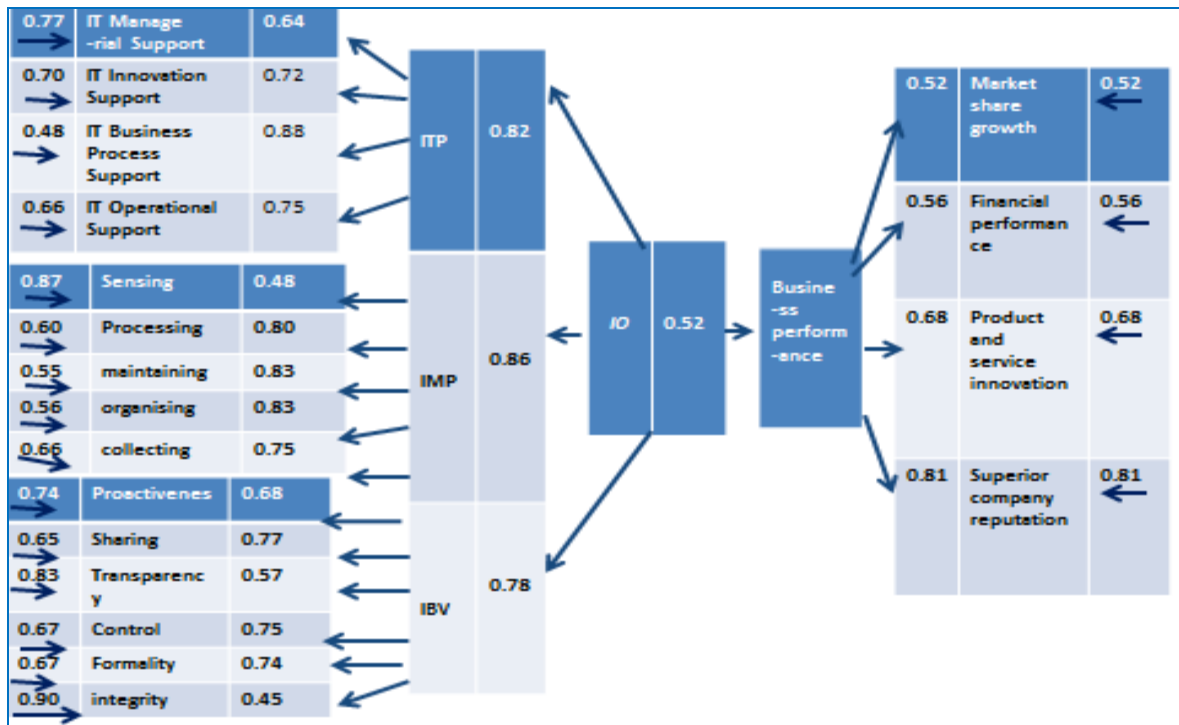 0.77 IT Manage 0.64
-rial Support
0.70 IT Innovation 0.72
Support
0.48 IT Business 0.88
Process
Support
0.66 IT Operational 0.75
Support
0.87 Sensing 0.48
0.60 Processing 0.80
0.55 maintaining 0.83
0.56 organising 0.83
0.66 collecting 0.75
0.74 Proactivenes 0.68
0.65 Sharing 0.77
0.83 Transparenc 0.57
y
0.67 Control 0.75
0.67 Formality 0.74
0.90 integrity 0.45
ITP 0.82
IMP 0.86
IBV 0.78
IO 0.52
Busine
-ss
perform
-ance
0.52 Market 0.52
share
growth
0.56 Financial 0.56
performan
ce
0.68 Product 0.68
and
service
innovation
0.81 Superior 0.81
company
reputation